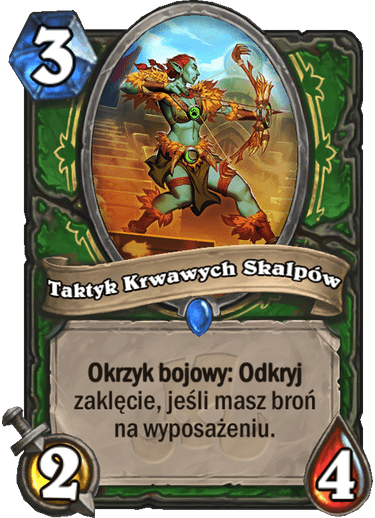 3
Taktyk Krwawych Skalpów
Okrzyk bojowy: Odkryj
zaklęcie, jeśli masz broń
na wyposażeniu.
2
4